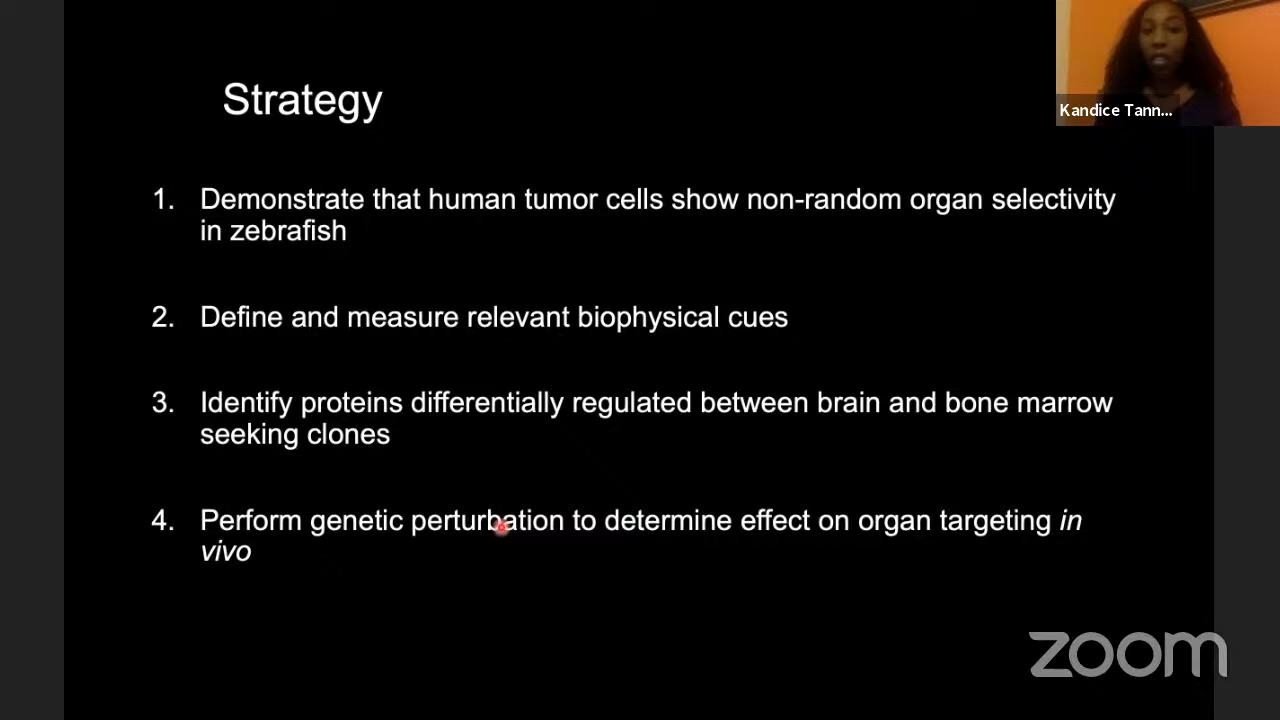 Strategy
Kandice Tann...
1. Demonstrate that human tumor cells show non-random organ selectivity
in zebrafish
2. Define and measure relevant biophysical cues
3. Identify proteins differentially regulated between brain and bone marrow
seeking clones
4. Perform genetic perturbation to determine effect on organ targeting in
vivo
zoom